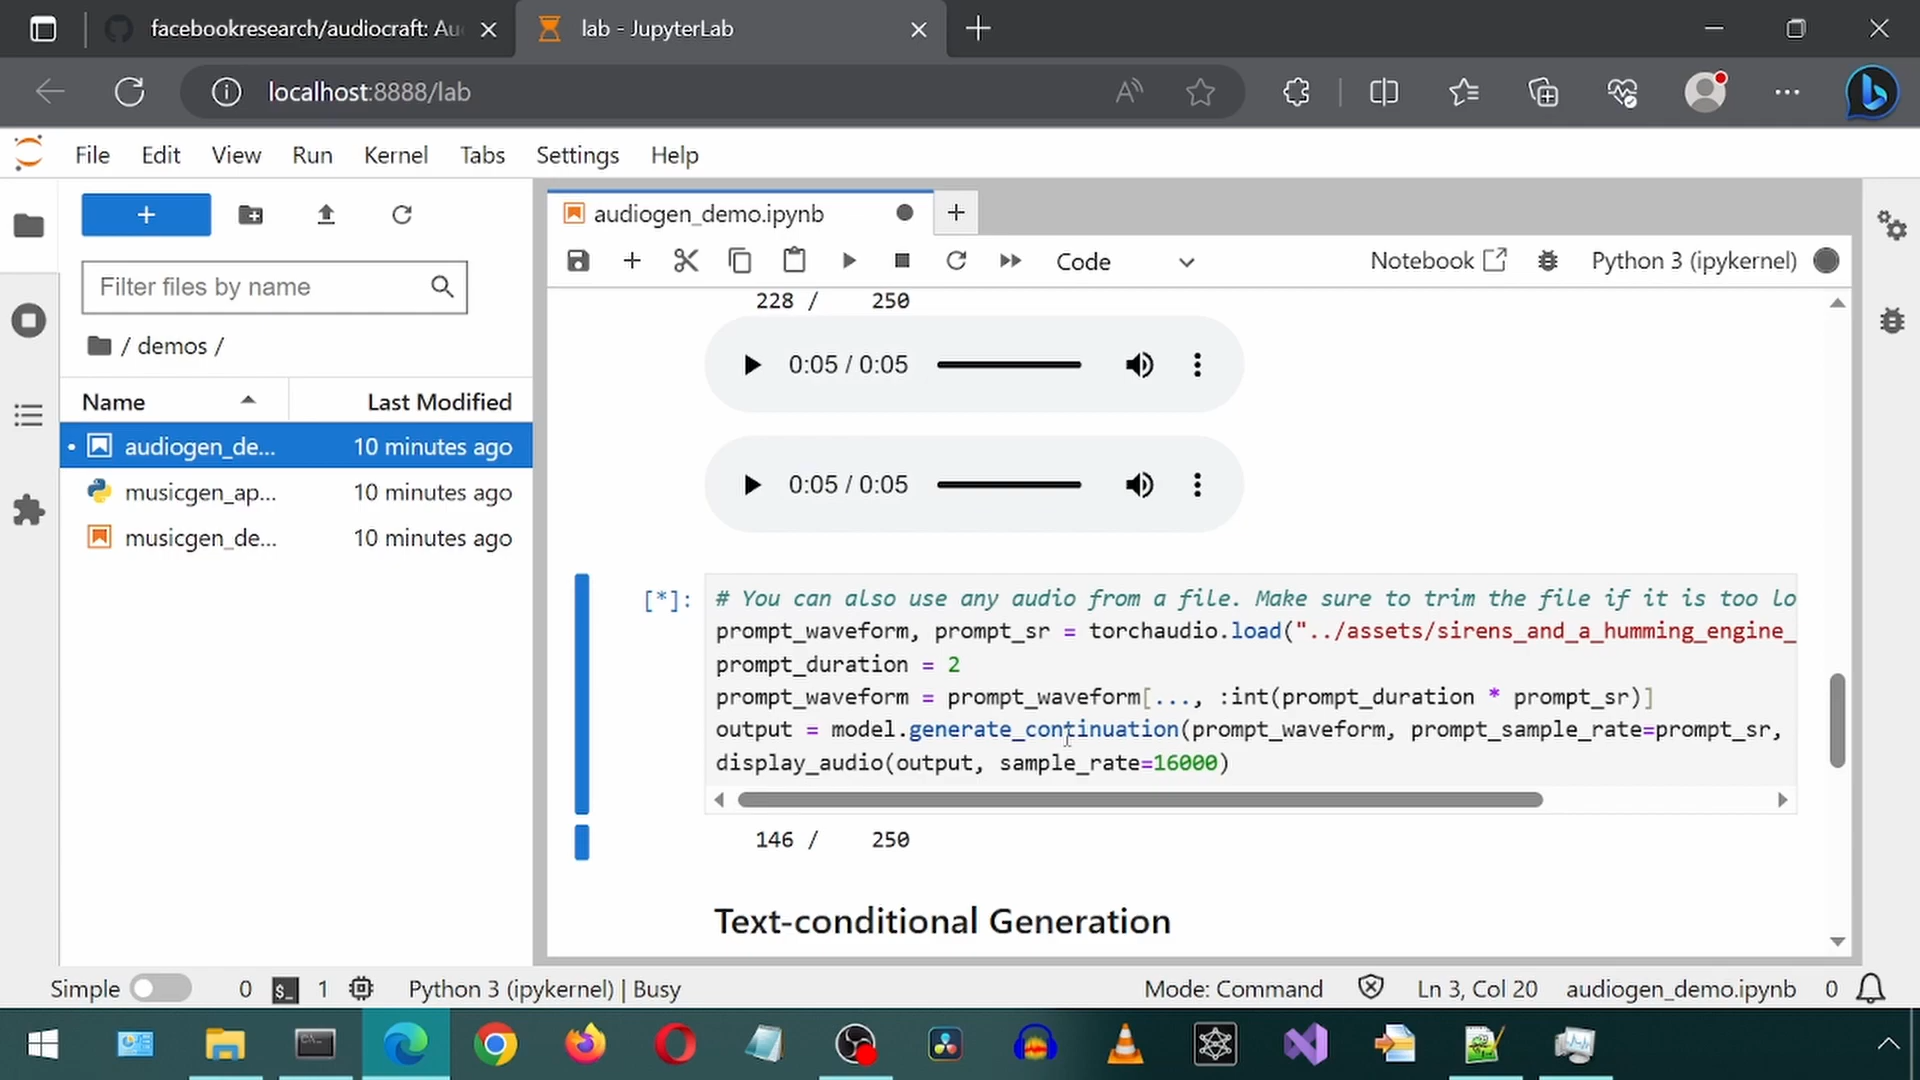 facebookresearch/audiocraft: Au
lab - JupyterLab
localhost:8888/lab
File Edit View Run Kernel Tabs Settings Help
Filter files by name
/ demos /
Name Last Modified
audiogen_de... 10 minutes ago
musicgen_ap... 10 minutes ago
musicgen_de... 10 minutes ago
audiogen_demo.ipynb
Code
Notebook
Python 3 (ipykernel)
228 / 250
0:05 / 0:05
0:05 / 0:05
[*]:
# You can also use any audio from a file. Make sure to trim the file if it is too lo
prompt_waveform, prompt_sr = torchaudio.load("../assets/sirens_and_a_humming_engine_
prompt_duration = 2
prompt_waveform = prompt_waveform[..., :int(prompt_duration * prompt_sr)]
output = model.generate_continuation(prompt_waveform, prompt_sample_rate=prompt_sr,
display_audio(output, sample_rate=16000)
146 / 250
Text-conditional Generation
Simple 0 $_ 1 Python 3 (ipykernel) | Busy Mode: Command Ln 3, Col 20 audiogen_demo.ipynb 0